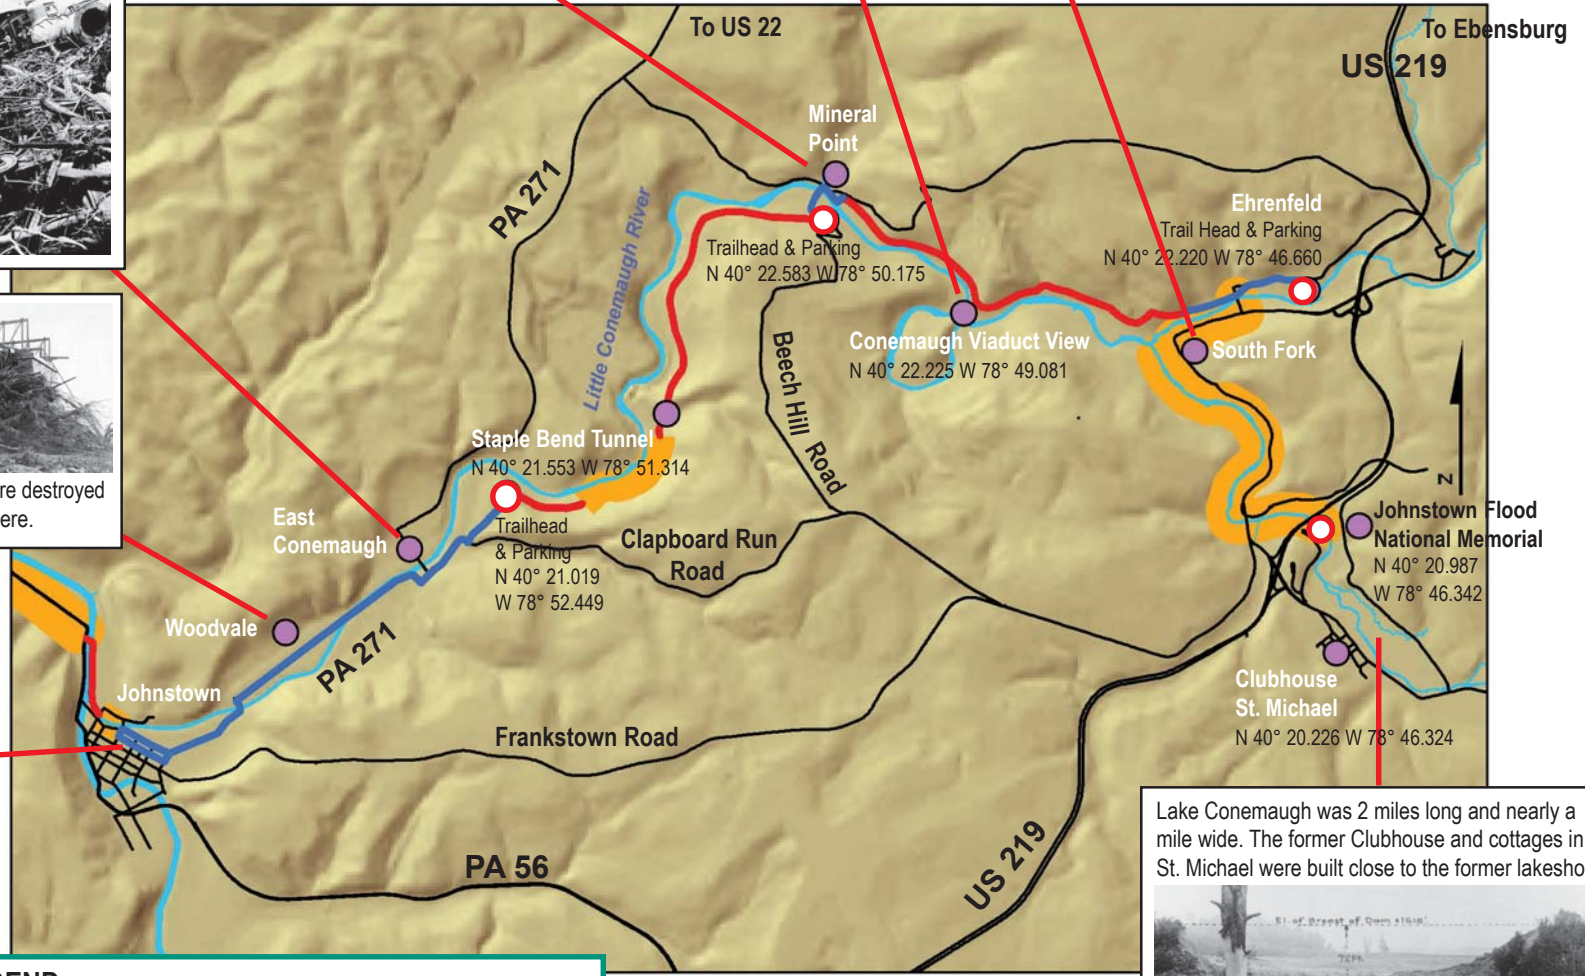 To US 22
To Ebensburg
US 219
Mineral
Point
PA 271
Ehrenfeld
Trail Head & Parking
N 40° 22.220 W 78° 46.660
Little Conemaugh River
Trailhead & Parking
N 40° 22.583 W 78° 50.175
Conemaugh Viaduct View
N 40° 22.225 W 78° 49.081
South Fork
Beech Hill Road
Staple Bend Tunnel
N 40° 21.553 W 78° 51.314
N
re destroyed
ere.
East
Conemaugh
Trailhead
& Parking
N 40° 21.019
W 78° 52.449
Clapboard Run
Road
Johnstown Flood
National Memorial
N 40° 20.987
W 78° 46.342
Woodvale
PA 271
Johnstown
Clubhouse
St. Michael
N 40° 20.226 W 78° 46.324
Frankstown Road
PA 56
US 219
Lake Conemaugh was 2 miles long and nearly a
mile wide. The former Clubhouse and cottages in
St. Michael were built close to the former lakesho
El. of Breast of Dam